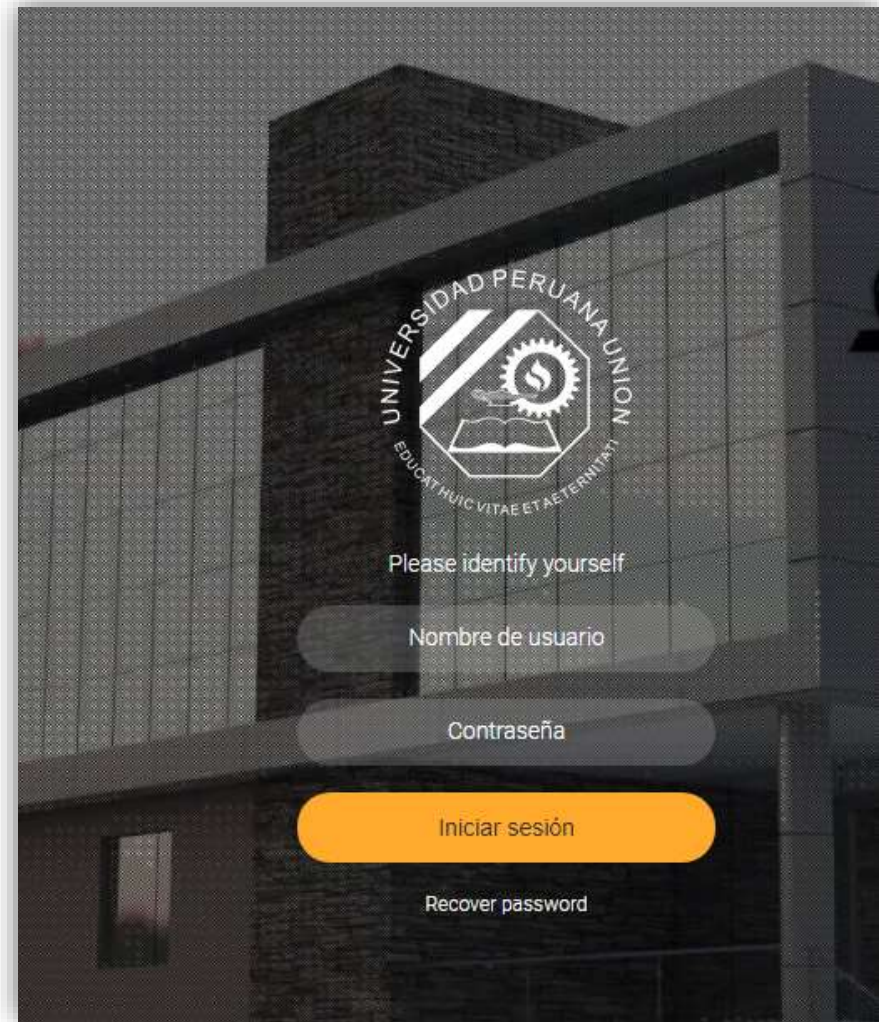 UNIVERSIDAD PERUANA UNION
EDUCAT HUIC VITAE ET AETERNITATI
Please identify yourself
Nombre de usuario
Contraseña
Iniciar sesión
Recover password